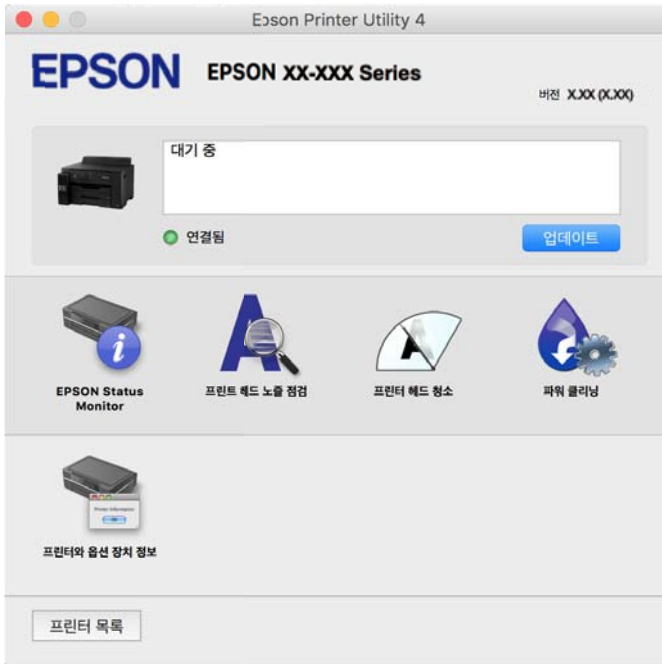 Epson Printer Utility 4
EPSON EPSON XX-XXX Series
버전 X.XX (X.XX)
대기 중
연결됨 업데이트
EPSON Status
Monitor
프린트 헤드 노즐 점검
프린터 헤드 청소
파워 클리닝
Printer Information
프린터와 옵션 장치 정보
프린터 목록